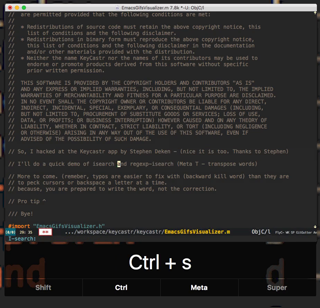 EmacsGifsVisualizer.m 7.8k ^-U: ObjC/l
//  are permitted provided that the following conditions are met:
//
//  * Redistributions of source code must retain the above copyright notice, this
//    list of conditions and the following disclaimer.
//  * Redistributions in binary form must reproduce the above copyright notice,
//    this list of conditions and the following disclaimer in the documentation
//    and/or other materials provided with the distribution.
//  * Neither the name Keycastr nor the names of its contributors may be used to
//    endorse or promote products derived from this software without specific
//    prior written permission.
//
//  THIS SOFTWARE IS PROVIDED BY THE COPYRIGHT HOLDERS AND CONTRIBUTORS "AS IS"
//  AND ANY EXPRESS OR IMPLIED WARRANTIES, INCLUDING, BUT NOT LIMITED TO, THE IMPLIED
//  WARRANTIES OF MERCHANTABILITY AND FITNESS FOR A PARTICULAR PURPOSE ARE DISCLAIMED.
//  IN NO EVENT SHALL THE COPYRIGHT OWNER OR CONTRIBUTORS BE LIABLE FOR ANY DIRECT,
//  INDIRECT, INCIDENTAL, SPECIAL, EXEMPLARY, OR CONSEQUENTIAL DAMAGES (INCLUDING,
//  BUT NOT LIMITED TO, PROCUREMENT OF SUBSTITUTE GOODS OR SERVICES; LOSS OF USE,
//  DATA, OR PROFITS; OR BUSINESS INTERRUPTION) HOWEVER CAUSED AND ON ANY THEORY OF
//  LIABILITY, WHETHER IN CONTRACT, STRICT LIABILITY, OR TORT (INCLUDING NEGLIGENCE
//  OR OTHERWISE) ARISING IN ANY WAY OUT OF THE USE OF THIS SOFTWARE, EVEN IF
//  ADVISED OF THE POSSIBILITY OF SUCH DAMAGE.
// So, I hacked at the Keycastr app by Stephen Deken - (nice it is too. Thanks to Stephen)
// I'll do a quick demo of isearch and regexp-isearch (Meta T - transpose words)
// More to come. (remeber, typos are easier to fix with (backward kill word) than they are
// to peck cursors or backspace a letter at a time.
// because, you are prepared to write the word, not the correction.
// Pro tip ^
/// Bye!
#import "EmacsGifsVisualizer.h"
.../workspace/keycastr/keycastr/EmacsGifsVisualizer.m ObjC/l
I-search:
Ctrl + s
Shift Ctrl Meta Super